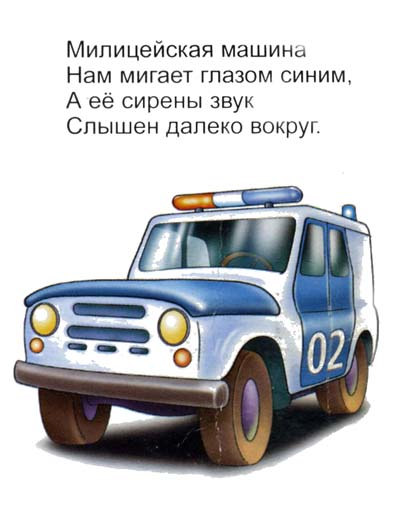 Милицейская машина
Нам мигает глазом синим,
А её сирены звук
Слышен далеко вокруг.
02